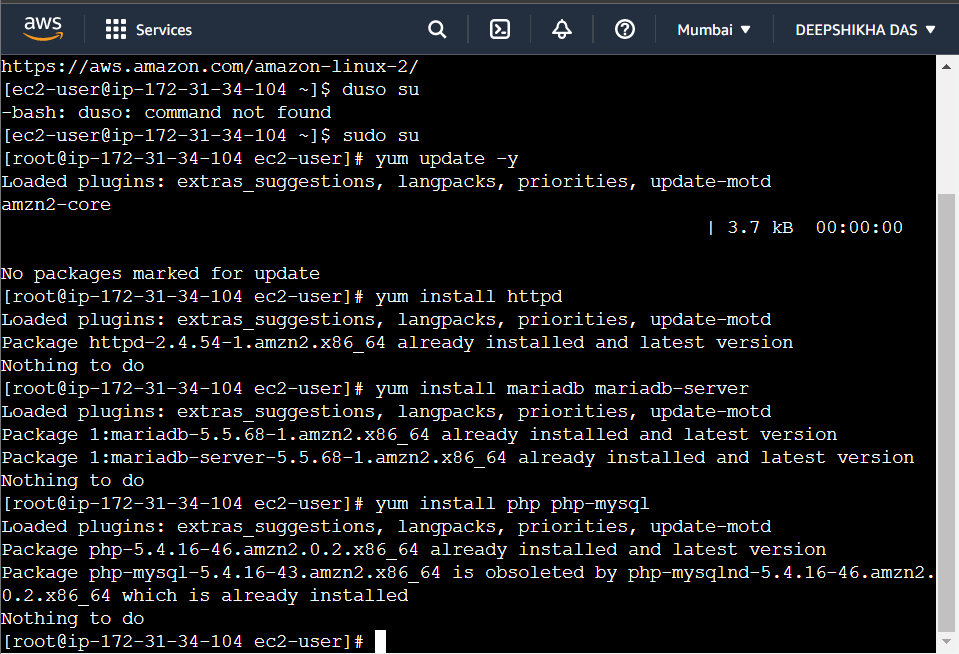 aws
Services
Mumbai ▼
DEEPSHIKHA DAS ▼
https://aws.amazon.com/amazon-linux-2/
[ec2-user@ip-172-31-34-104 ~]$ duso su
-bash: duso: command not found
[ec2-user@ip-172-31-34-104 ~]$ sudo su
[root@ip-172-31-34-104 ec2-user]# yum update -y
Loaded plugins: extras_suggestions, langpacks, priorities, update-motd
amzn2-core
| 3.7 kB  00:00:00
No packages marked for update
[root@ip-172-31-34-104 ec2-user]# yum install httpd
Loaded plugins: extras_suggestions, langpacks, priorities, update-motd
Package httpd-2.4.54-1.amzn2.x86_64 already installed and latest version
Nothing to do
[root@ip-172-31-34-104 ec2-user]# yum install mariadb mariadb-server
Loaded plugins: extras_suggestions, langpacks, priorities, update-motd
Package 1:mariadb-5.5.68-1.amzn2.x86_64 already installed and latest version
Package 1:mariadb-server-5.5.68-1.amzn2.x86_64 already installed and latest version
Nothing to do
[root@ip-172-31-34-104 ec2-user]# yum install php php-mysql
Loaded plugins: extras_suggestions, langpacks, priorities, update-motd
Package php-5.4.16-46.amzn2.0.2.x86_64 already installed and latest version
Package php-mysql-5.4.16-43.amzn2.x86_64 is obsoleted by php-mysqlnd-5.4.16-46.amzn2.
0.2.x86_64 which is already installed
Nothing to do
[root@ip-172-31-34-104 ec2-user]#